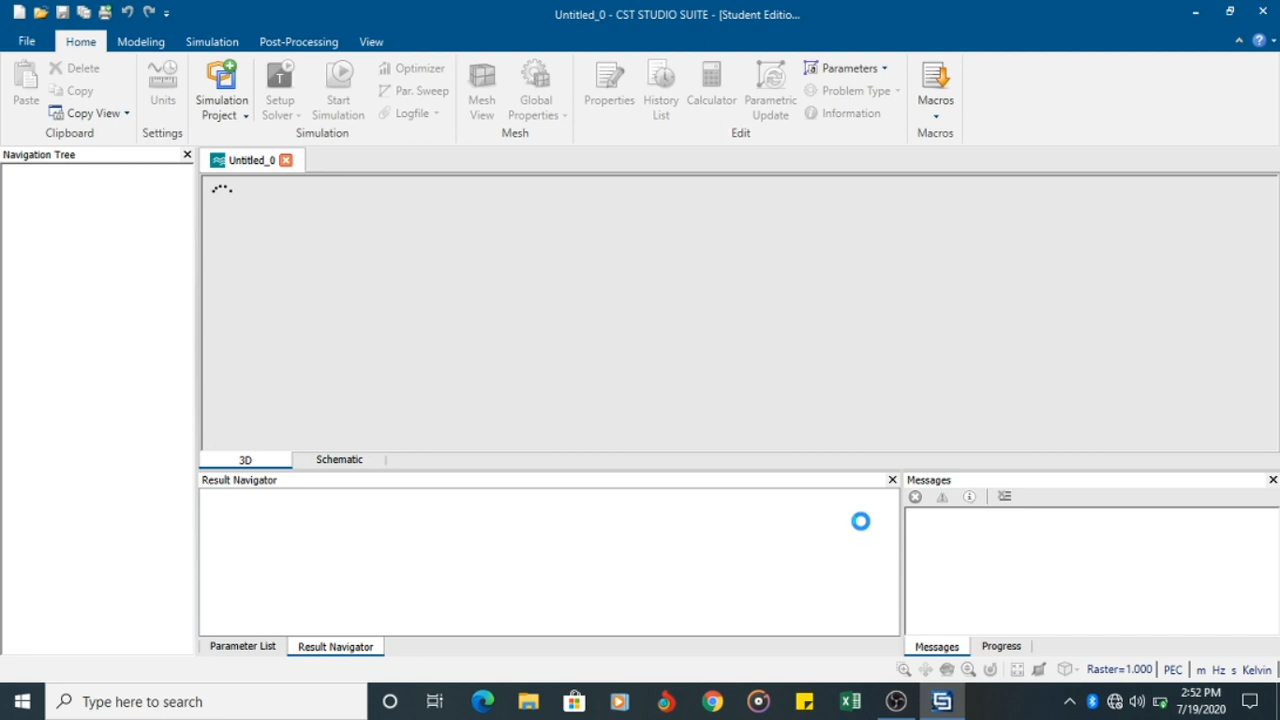 Untitled_0 - CST STUDIO SUITE - [Student Editio...
File Home Modeling Simulation Post-Processing View
Paste Delete Copy Copy View
Clipboard
Units
Settings
Simulation Project
Setup Solver
Start Simulation
Optimizer
Par. Sweep
Logfile
Simulation
Mesh View
Global Properties
Mesh
Properties
History List
Calculator
Parametric Update
Parameters
Problem Type
Information
Edit
Macros
Macros
Navigation Tree
Untitled_0
3D Schematic
Result Navigator
Messages
Parameter List Result Navigator
Messages Progress
Raster=1.000 PEC m Hz s Kelvin
Type here to search
2:52 PM
7/19/2020